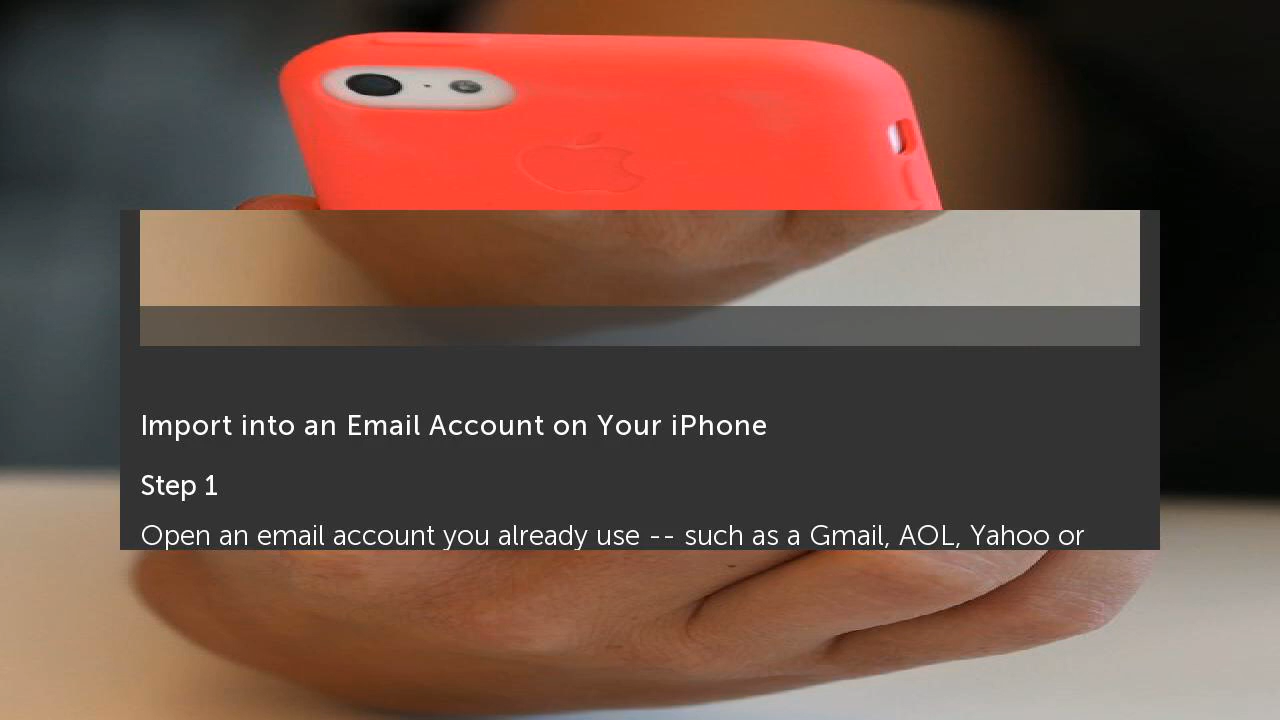 Import into an Email Account on Your iPhone
Step 1
Open an email account you already use -- such as a Gmail, AOL, Yahoo or